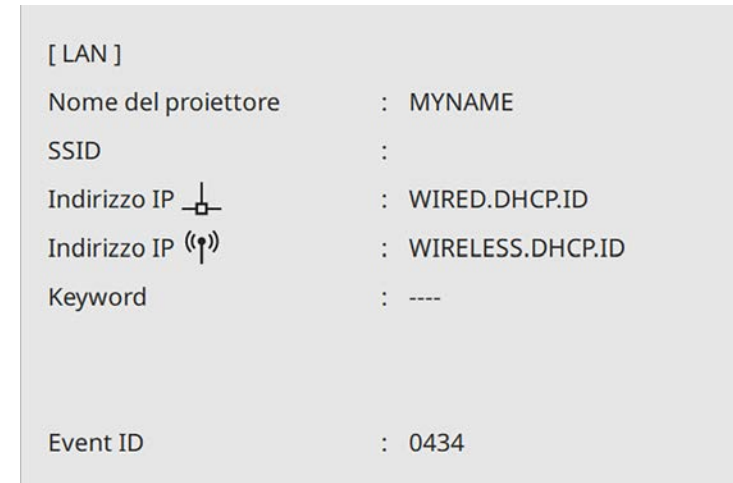 [ LAN ]
Nome del proiettore : MYNAME
SSID :
Indirizzo IP : WIRED.DHCP.ID
Indirizzo IP : WIRELESS.DHCP.ID
Keyword : ----
Event ID : 0434